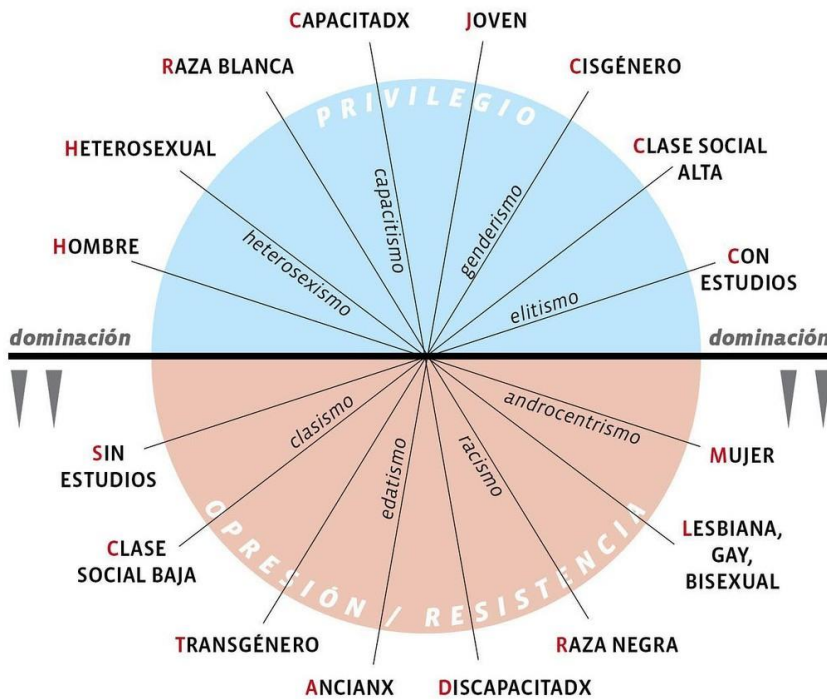 CAPACITADX
JOVEN
RAZA BLANCA
CISGÉNERO
PRIVILEGIO
HETEROSEXUAL
CLASE SOCIAL
ALTA
capacitismo
genderismo
HOMBRE
heterosexismo
CON
ESTUDIOS
elitismo
dominación
dominación
androcentrismo
clasismo
racismo
edatismo
SIN
ESTUDIOS
MUJER
OPRESIÓN / RESISTENCIA
CLASE
SOCIAL BAJA
LESBIANA,
GAY,
BISEXUAL
TRANSGÉNERO
RAZA NEGRA
ANCIANX
DISCAPACITADX